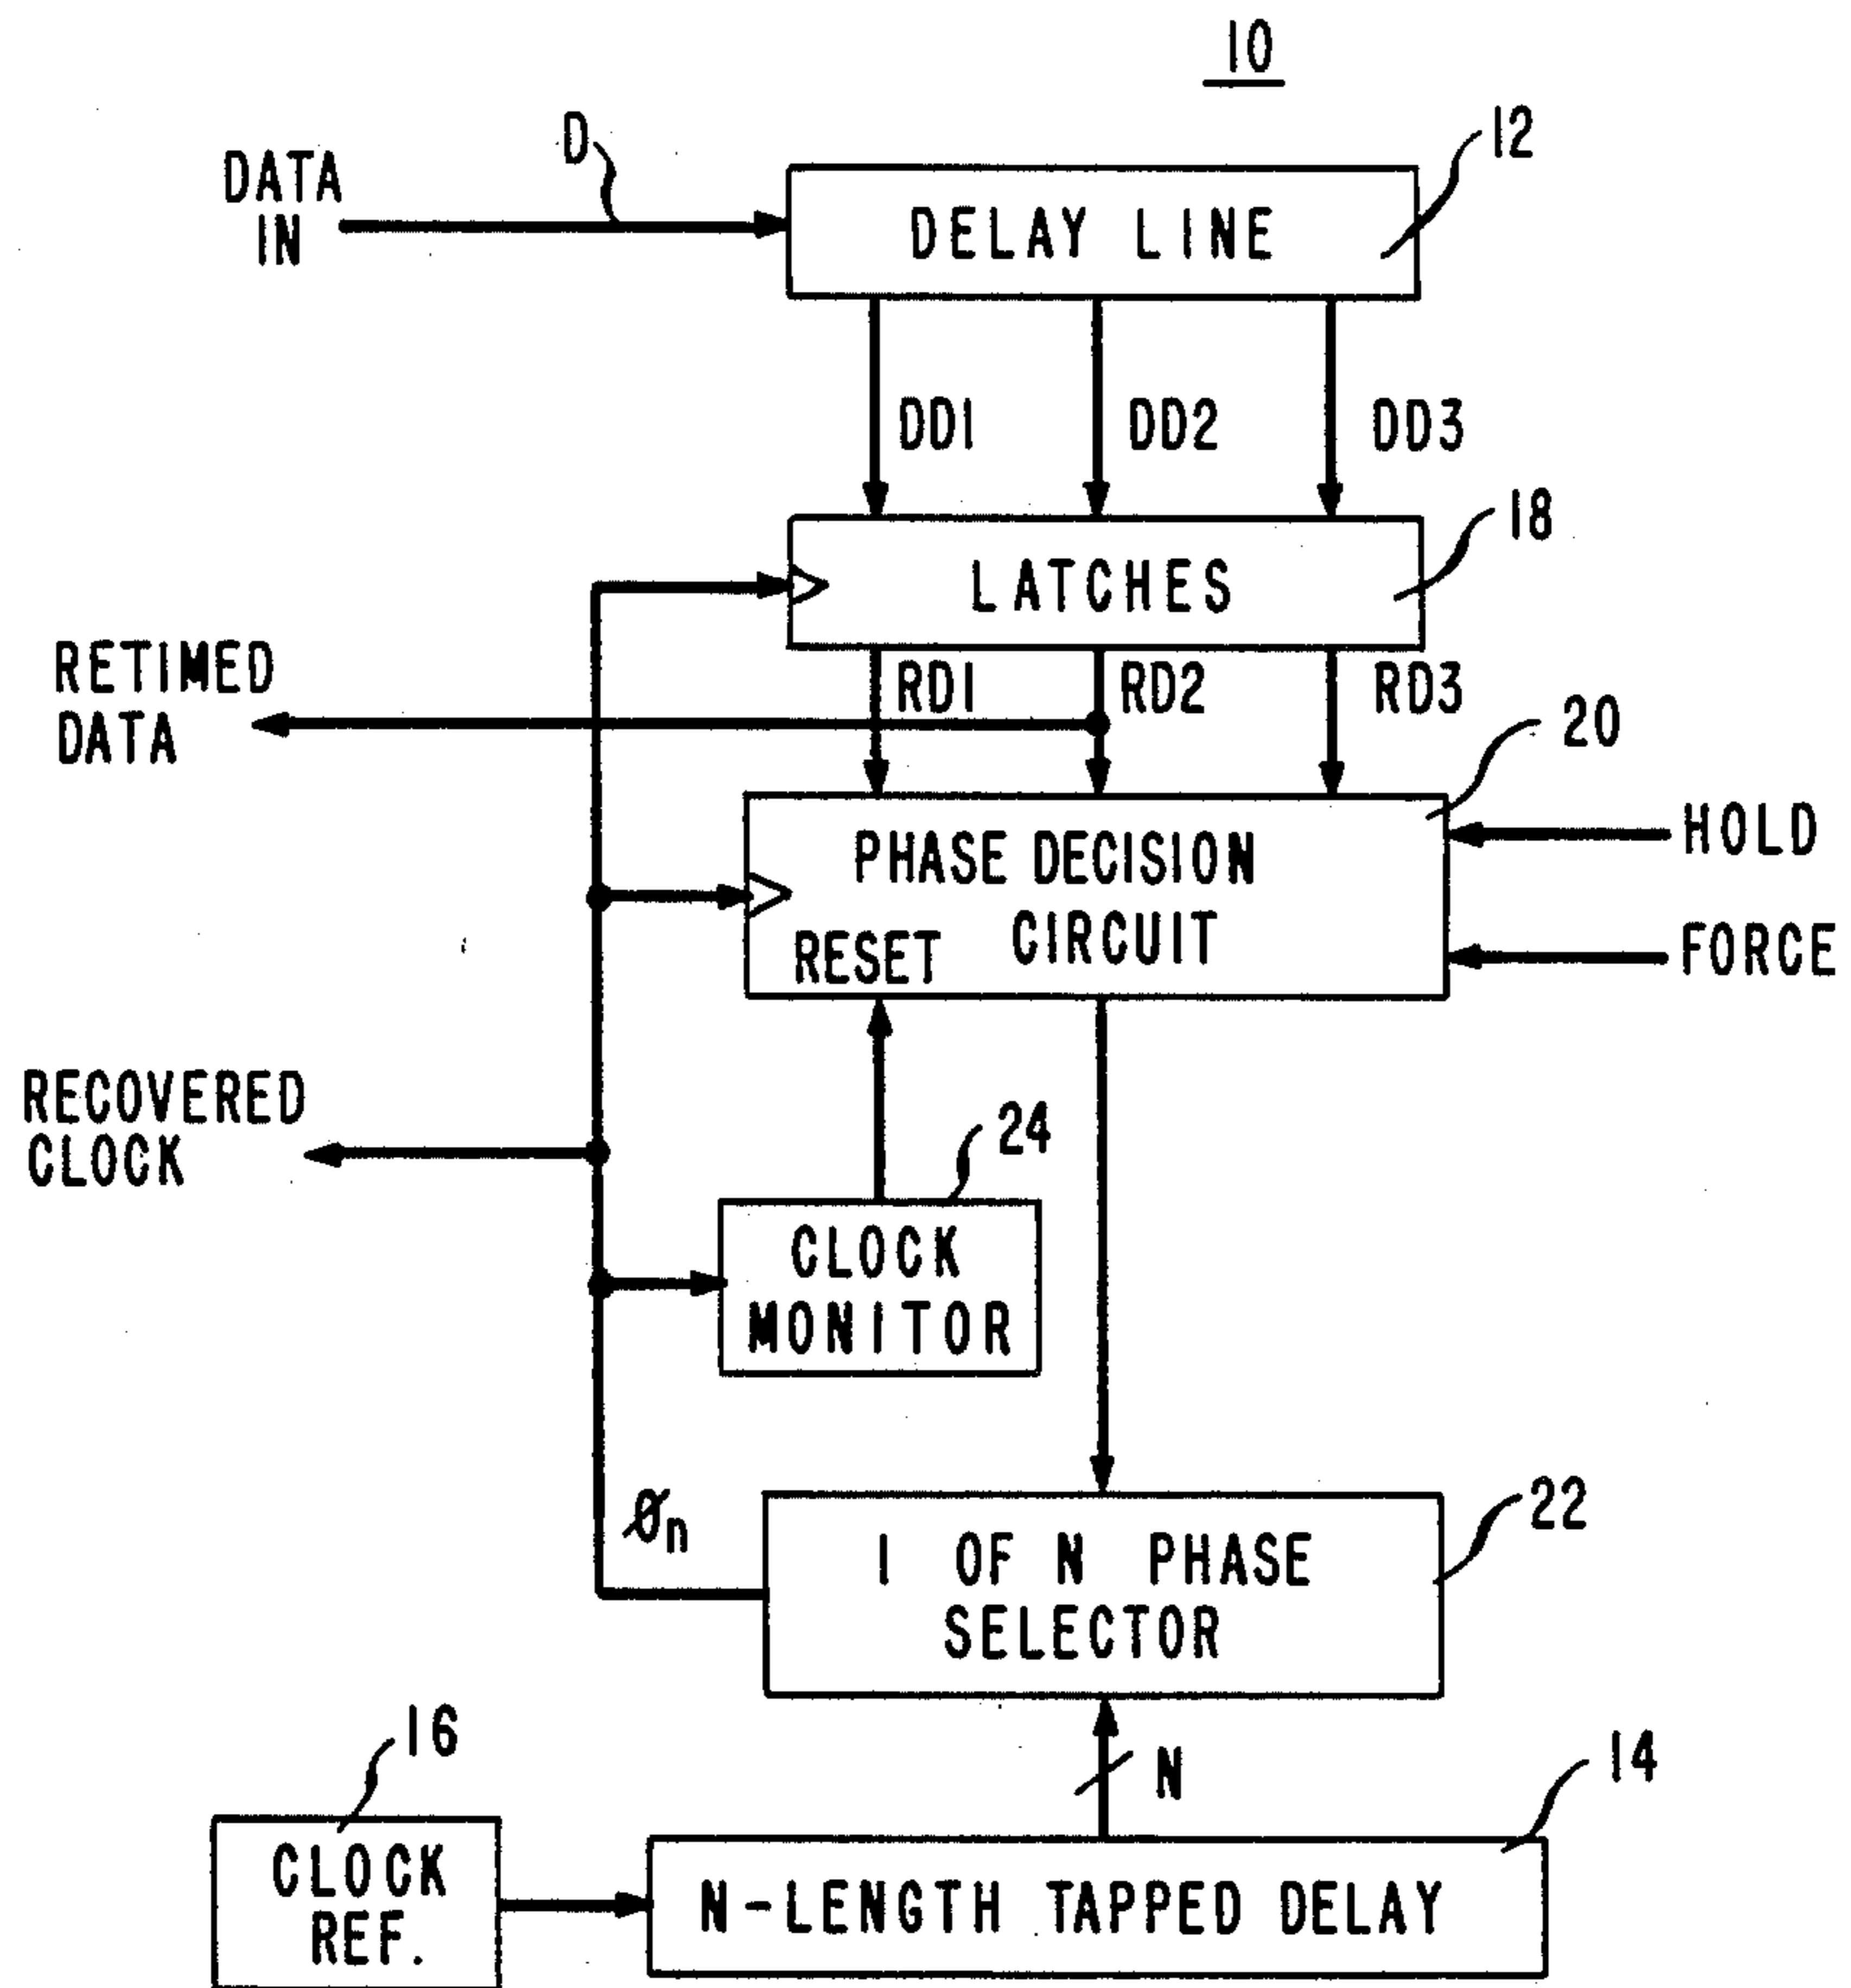 10
12
D
DATA
IN
DELAY LINE
DD1 DD2 DD3
18
LATCHES
RETIMED
DATA
RD1 RD2 RD3
20
PHASE DECISION
CIRCUIT
RESET
HOLD
FORCE
RECOVERED
CLOCK
24
CLOCK
MONITOR
22
Øn
1 OF N PHASE
SELECTOR
16
N
14
CLOCK
REF.
N-LENGTH TAPPED DELAY